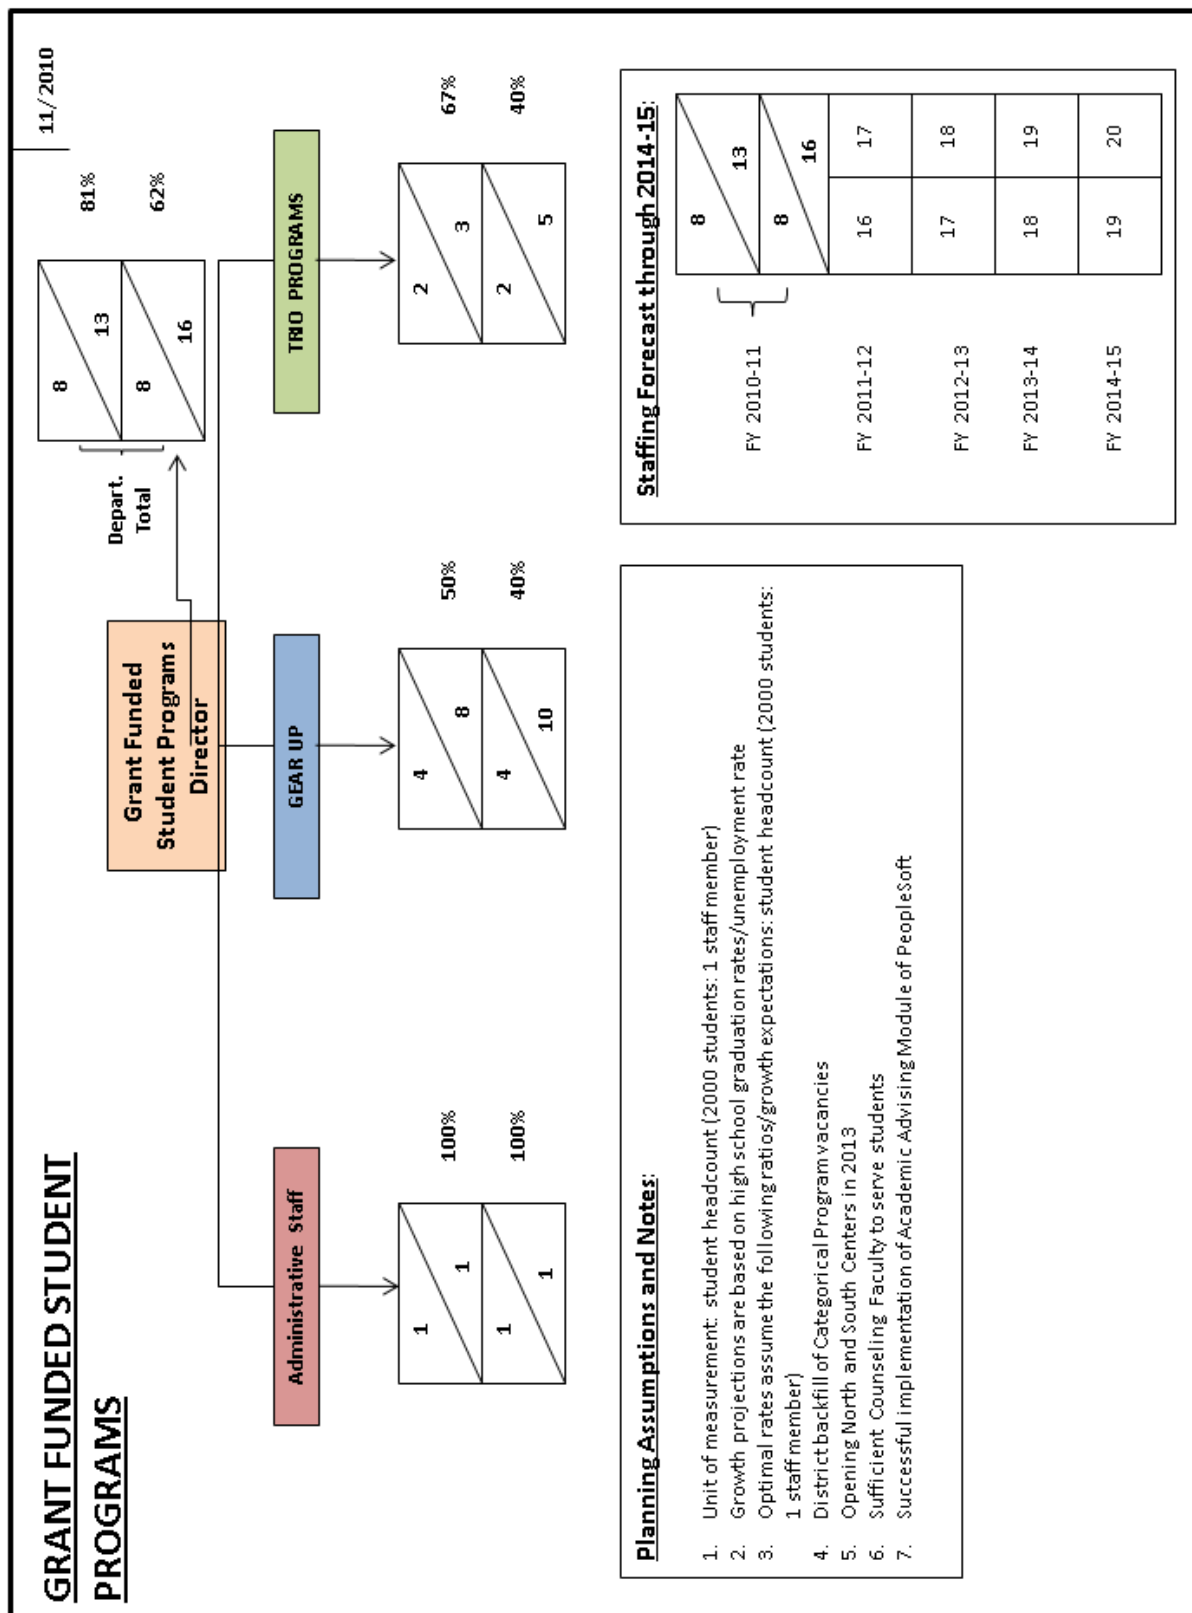 GRANT FUNDED STUDENT
PROGRAMS
11/2010
Grant Funded
Student Programs
Director
Depart.
Total
8
13
81%
8
16
62%
Administrative Staff
1
1
100%
1
1
100%
GEAR UP
4
8
50%
4
10
40%
TRIO PROGRAMS
2
3
67%
2
5
40%
Planning Assumptions and Notes:
1. Unit of measurement: student headcount (2000 students: 1 staff member)
2. Growth projections are based on high school graduation rates/unemployment rate
3. Optimal rates assume the following ratios/growth expectations: student headcount (2000 students:
1 staff member)
4. District backfill of Categorical Program vacancies
5. Opening North and South Centers in 2013
6. Sufficient Counseling Faculty to serve students
7. Successful implementation of Academic Advising Module of PeopleSoft
Staffing Forecast through 2014-15:
FY 2010-11
8
13
8
16
FY 2011-12 16 17
FY 2012-13 17 18
FY 2013-14 18 19
FY 2014-15 19 20